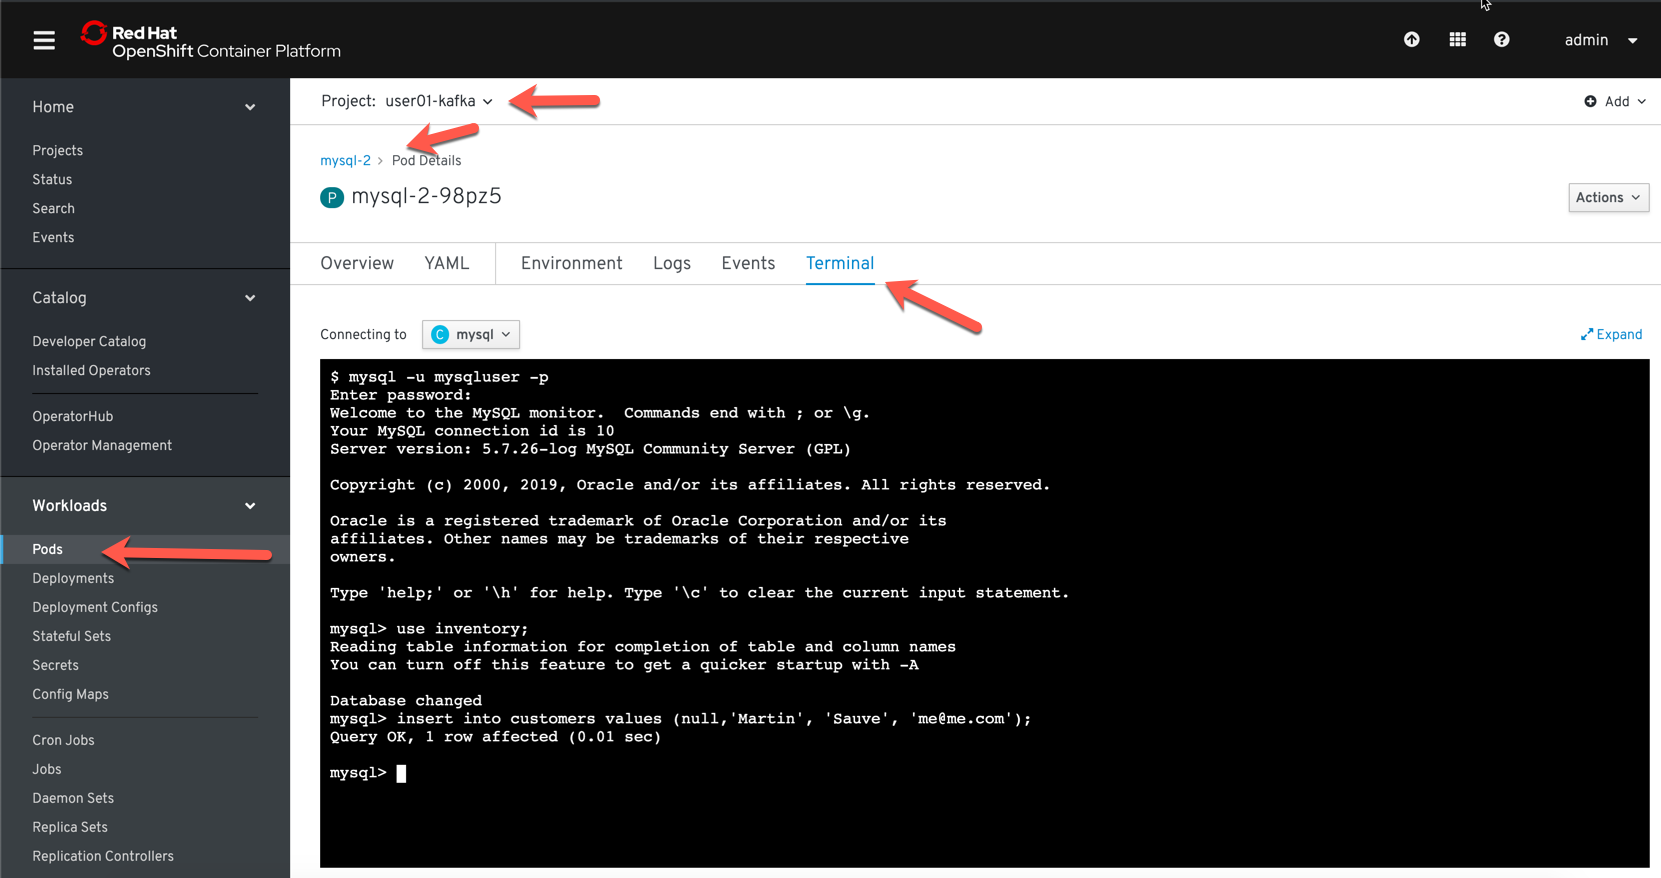 Red Hat
OpenShift Container Platform
admin
Home
Projects
Status
Search
Events
Catalog
Developer Catalog
Installed Operators
OperatorHub
Operator Management
Workloads
Pods
Deployments
Deployment Configs
Stateful Sets
Secrets
Config Maps
Cron Jobs
Jobs
Daemon Sets
Replica Sets
Replication Controllers
Project: user01-kafka
Add
mysql-2 > Pod Details
P mysql-2-98pz5
Actions
Overview YAML Environment Logs Events Terminal
Connecting to C mysql
Expand
$ mysql -u mysqluser -p
Enter password:
Welcome to the MySQL monitor.  Commands end with ; or \g.
Your MySQL connection id is 10
Server version: 5.7.26-log MySQL Community Server (GPL)
Copyright (c) 2000, 2019, Oracle and/or its affiliates. All rights reserved.
Oracle is a registered trademark of Oracle Corporation and/or its
affiliates. Other names may be trademarks of their respective
owners.
Type 'help;' or '\h' for help. Type '\c' to clear the current input statement.
mysql> use inventory;
Reading table information for completion of table and column names
You can turn off this feature to get a quicker startup with -A
Database changed
mysql> insert into customers values (null,'Martin', 'Sauve', 'me@me.com');
Query OK, 1 row affected (0.01 sec)
mysql>